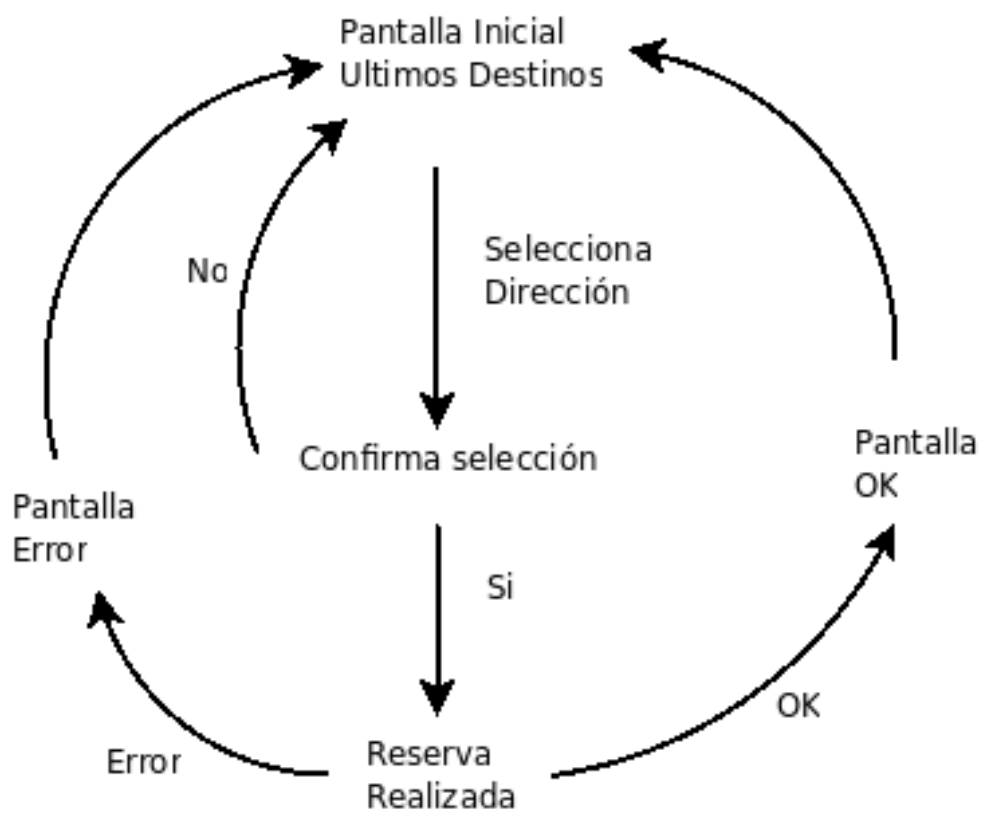 Pantalla Inicial
Ultimos Destinos
No
Selecciona
Dirección
Confirma selección
Pantalla
OK
Pantalla
Error
Si
OK
Error
Reserva
Realizada